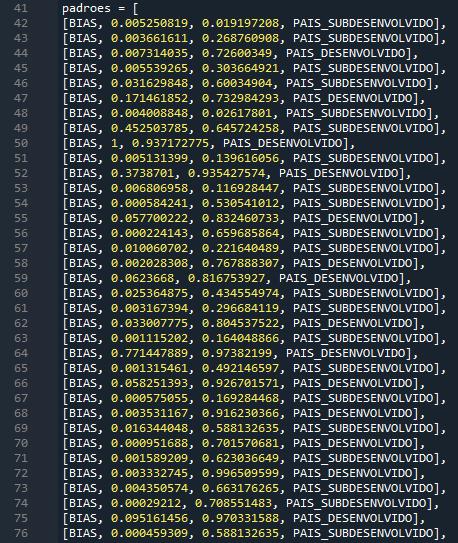 41 padroes = [
42 [BIAS, 0.005250819, 0.019197208, PAIS_SUBDESENVOLVIDO],
43 [BIAS, 0.003661611, 0.268760908, PAIS_SUBDESENVOLVIDO],
44 [BIAS, 0.007314035, 0.72600349, PAIS_DESENVOLVIDO],
45 [BIAS, 0.005539265, 0.303664921, PAIS_SUBDESENVOLVIDO],
46 [BIAS, 0.031629848, 0.60034904, PAIS_SUBDESENVOLVIDO],
47 [BIAS, 0.171461852, 0.732984293, PAIS_DESENVOLVIDO],
48 [BIAS, 0.004008848, 0.02617801, PAIS_SUBDESENVOLVIDO],
49 [BIAS, 0.452503785, 0.645724258, PAIS_SUBDESENVOLVIDO],
50 [BIAS, 1, 0.937172775, PAIS_DESENVOLVIDO],
51 [BIAS, 0.005131399, 0.139616056, PAIS_SUBDESENVOLVIDO],
52 [BIAS, 0.3738701, 0.935427574, PAIS_DESENVOLVIDO],
53 [BIAS, 0.006806958, 0.116928447, PAIS_SUBDESENVOLVIDO],
54 [BIAS, 0.000584241, 0.530541012, PAIS_SUBDESENVOLVIDO],
55 [BIAS, 0.057700222, 0.832460733, PAIS_DESENVOLVIDO],
56 [BIAS, 0.000224143, 0.659685864, PAIS_SUBDESENVOLVIDO],
57 [BIAS, 0.010060702, 0.221640489, PAIS_SUBDESENVOLVIDO],
58 [BIAS, 0.002028308, 0.767888307, PAIS_DESENVOLVIDO],
59 [BIAS, 0.0623668, 0.816753927, PAIS_DESENVOLVIDO],
60 [BIAS, 0.025364875, 0.434554974, PAIS_SUBDESENVOLVIDO],
61 [BIAS, 0.003167394, 0.296684119, PAIS_SUBDESENVOLVIDO],
62 [BIAS, 0.033007775, 0.804537522, PAIS_DESENVOLVIDO],
63 [BIAS, 0.001115202, 0.164048866, PAIS_SUBDESENVOLVIDO],
64 [BIAS, 0.771447889, 0.97382199, PAIS_DESENVOLVIDO],
65 [BIAS, 0.001315461, 0.492146597, PAIS_SUBDESENVOLVIDO],
66 [BIAS, 0.058251393, 0.926701571, PAIS_DESENVOLVIDO],
67 [BIAS, 0.000575055, 0.169284468, PAIS_SUBDESENVOLVIDO],
68 [BIAS, 0.003531167, 0.916230366, PAIS_DESENVOLVIDO],
69 [BIAS, 0.016344048, 0.588132635, PAIS_SUBDESENVOLVIDO],
70 [BIAS, 0.000951688, 0.701570681, PAIS_DESENVOLVIDO],
71 [BIAS, 0.001589209, 0.623036649, PAIS_SUBDESENVOLVIDO],
72 [BIAS, 0.003332745, 0.996509599, PAIS_DESENVOLVIDO],
73 [BIAS, 0.004350574, 0.663176265, PAIS_SUBDESENVOLVIDO],
74 [BIAS, 0.00029212, 0.708551483, PAIS_SUBDESENVOLVIDO],
75 [BIAS, 0.095161456, 0.970331588, PAIS_DESENVOLVIDO],
76 [BIAS, 0.000459309, 0.588132635, PAIS_SUBDESENVOLVIDO],